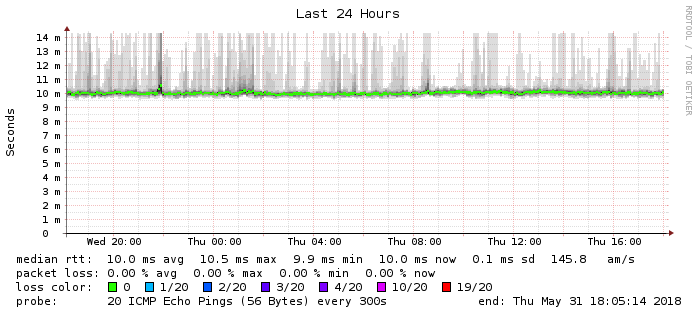 Last 24 Hours
RRDTOOL / TOBI OETIKER
Seconds
14 m
13 m
12 m
11 m
10 m
9 m
8 m
7 m
6 m
5 m
4 m
3 m
2 m
1 m
0
Wed 20:00 Thu 00:00 Thu 04:00 Thu 08:00 Thu 12:00 Thu 16:00
median rtt: 10.0 ms avg 10.5 ms max 9.9 ms min 10.0 ms now 0.1 ms sd 145.8 am/s
packet loss: 0.00 % avg 0.00 % max 0.00 % min 0.00 % now
loss color: 0 1/20 2/20 3/20 4/20 10/20 19/20
probe: 20 ICMP Echo Pings (56 Bytes) every 300s end: Thu May 31 18:05:14 2018